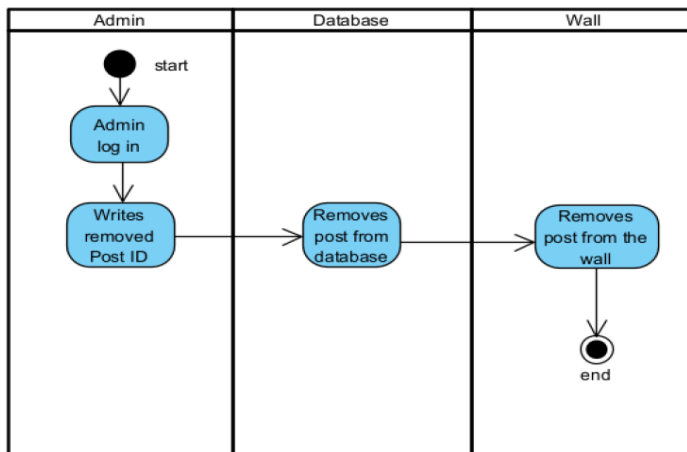 Admin
Database
Wall
start
Admin
log in
Writes
removed
Post ID
Removes
post from
database
Removes
post from the
wall
end